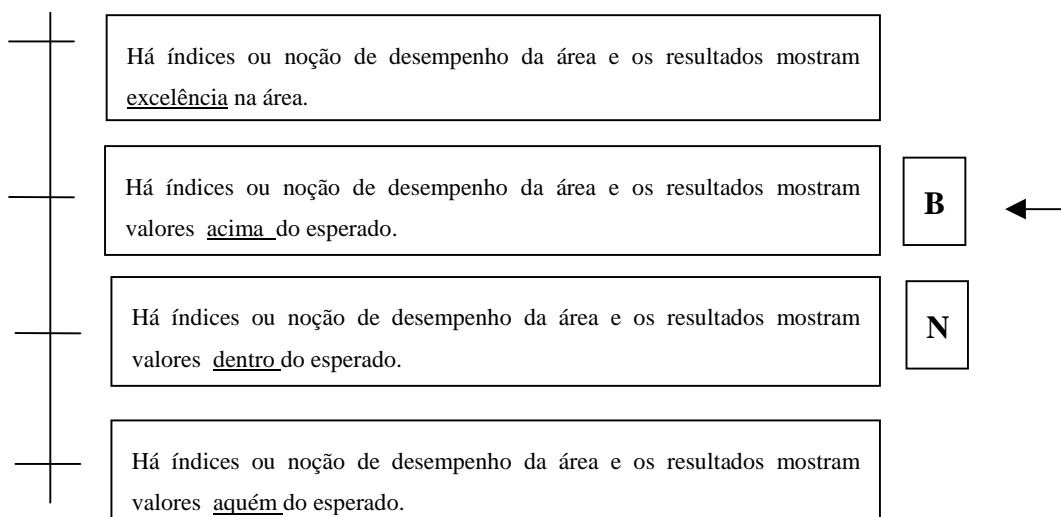 Há índices ou noção de desempenho da área e os resultados mostram
excelência na área.
Há índices ou noção de desempenho da área e os resultados mostram
valores acima do esperado.
B
Há índices ou noção de desempenho da área e os resultados mostram
valores dentro do esperado.
N
Há índices ou noção de desempenho da área e os resultados mostram
valores aquém do esperado.